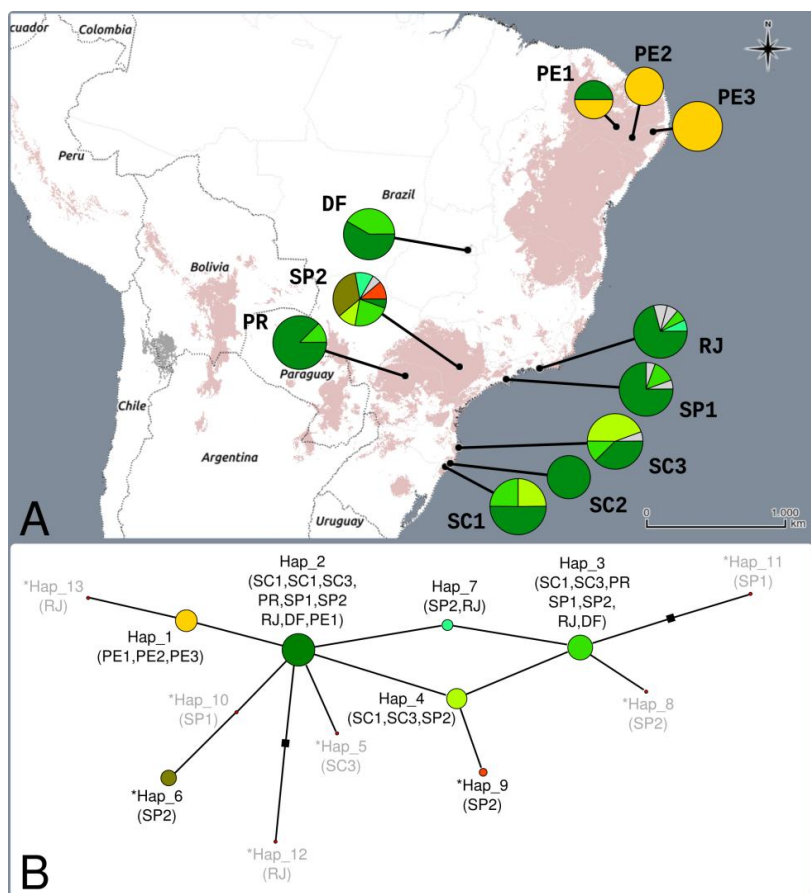 cuador
Colombia
N
PE2
PE1
PE3
Peru
Brazil
DF
Bolivia
SP2
PR
RJ
Paraguay
SP1
Chile
SC3
Argentina
SC2
SC1
A
Uruguay
0 1.000
km
*Hap_11
(SP1)
Hap_2
(SC1,SC1,SC3,
PR,SP1,SP2
RJ,DF,PE1)
Hap_3
(SC1,SC3,PR
SP1,SP2,
RJ,DF)
*Hap_13
(RJ)
Hap_7
(SP2,RJ)
Hap_1
(PE1,PE2,PE3)
*Hap_10
(SP1)
Hap_4
(SC1,SC3,SP2)
*Hap_8
(SP2)
*Hap_5
(SC3)
*Hap_6
(SP2)
*Hap_9
(SP2)
*Hap_12
(RJ)
B